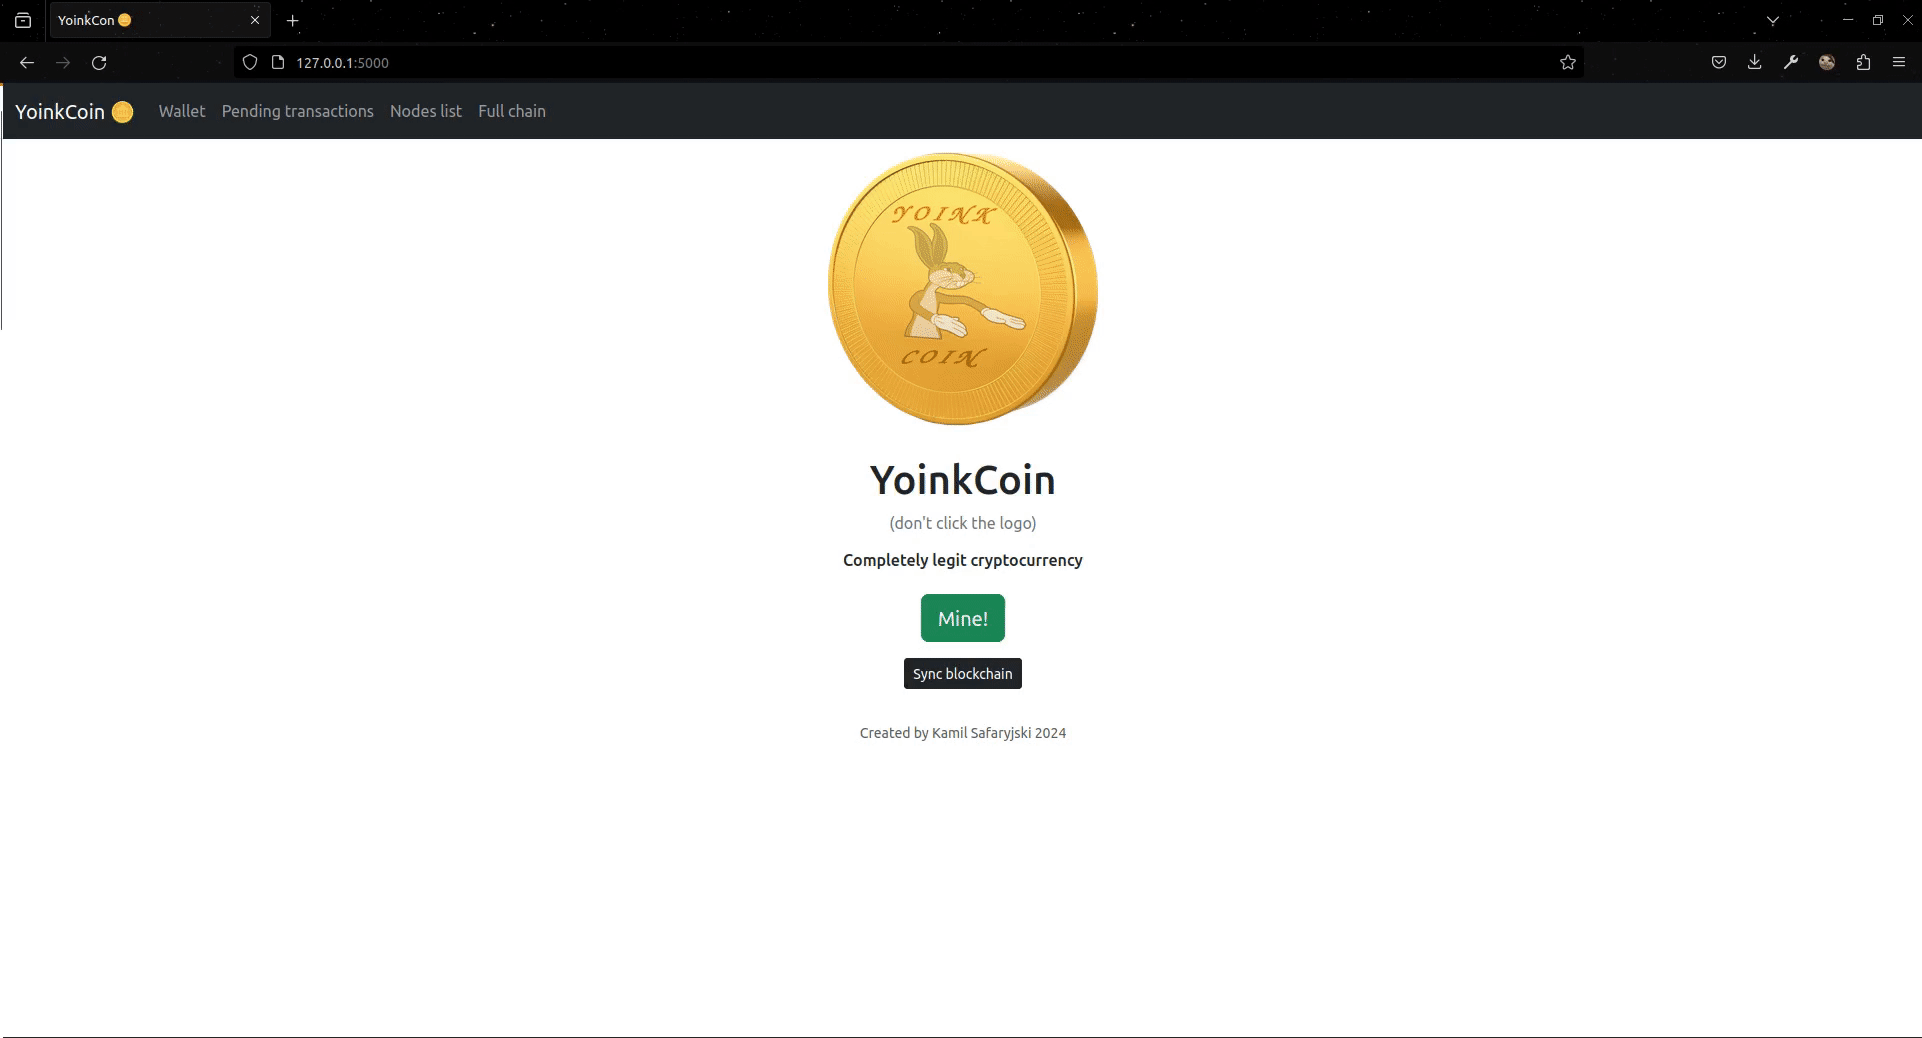 YoinkCon 🪙
127.0.0.1:5000
YoinkCoin 🪙 Wallet Pending transactions Nodes list Full chain
YOINK
COIN
YoinkCoin
(don't click the logo)
Completely legit cryptocurrency
Mine!
Sync blockchain
Created by Kamil Safaryjski 2024